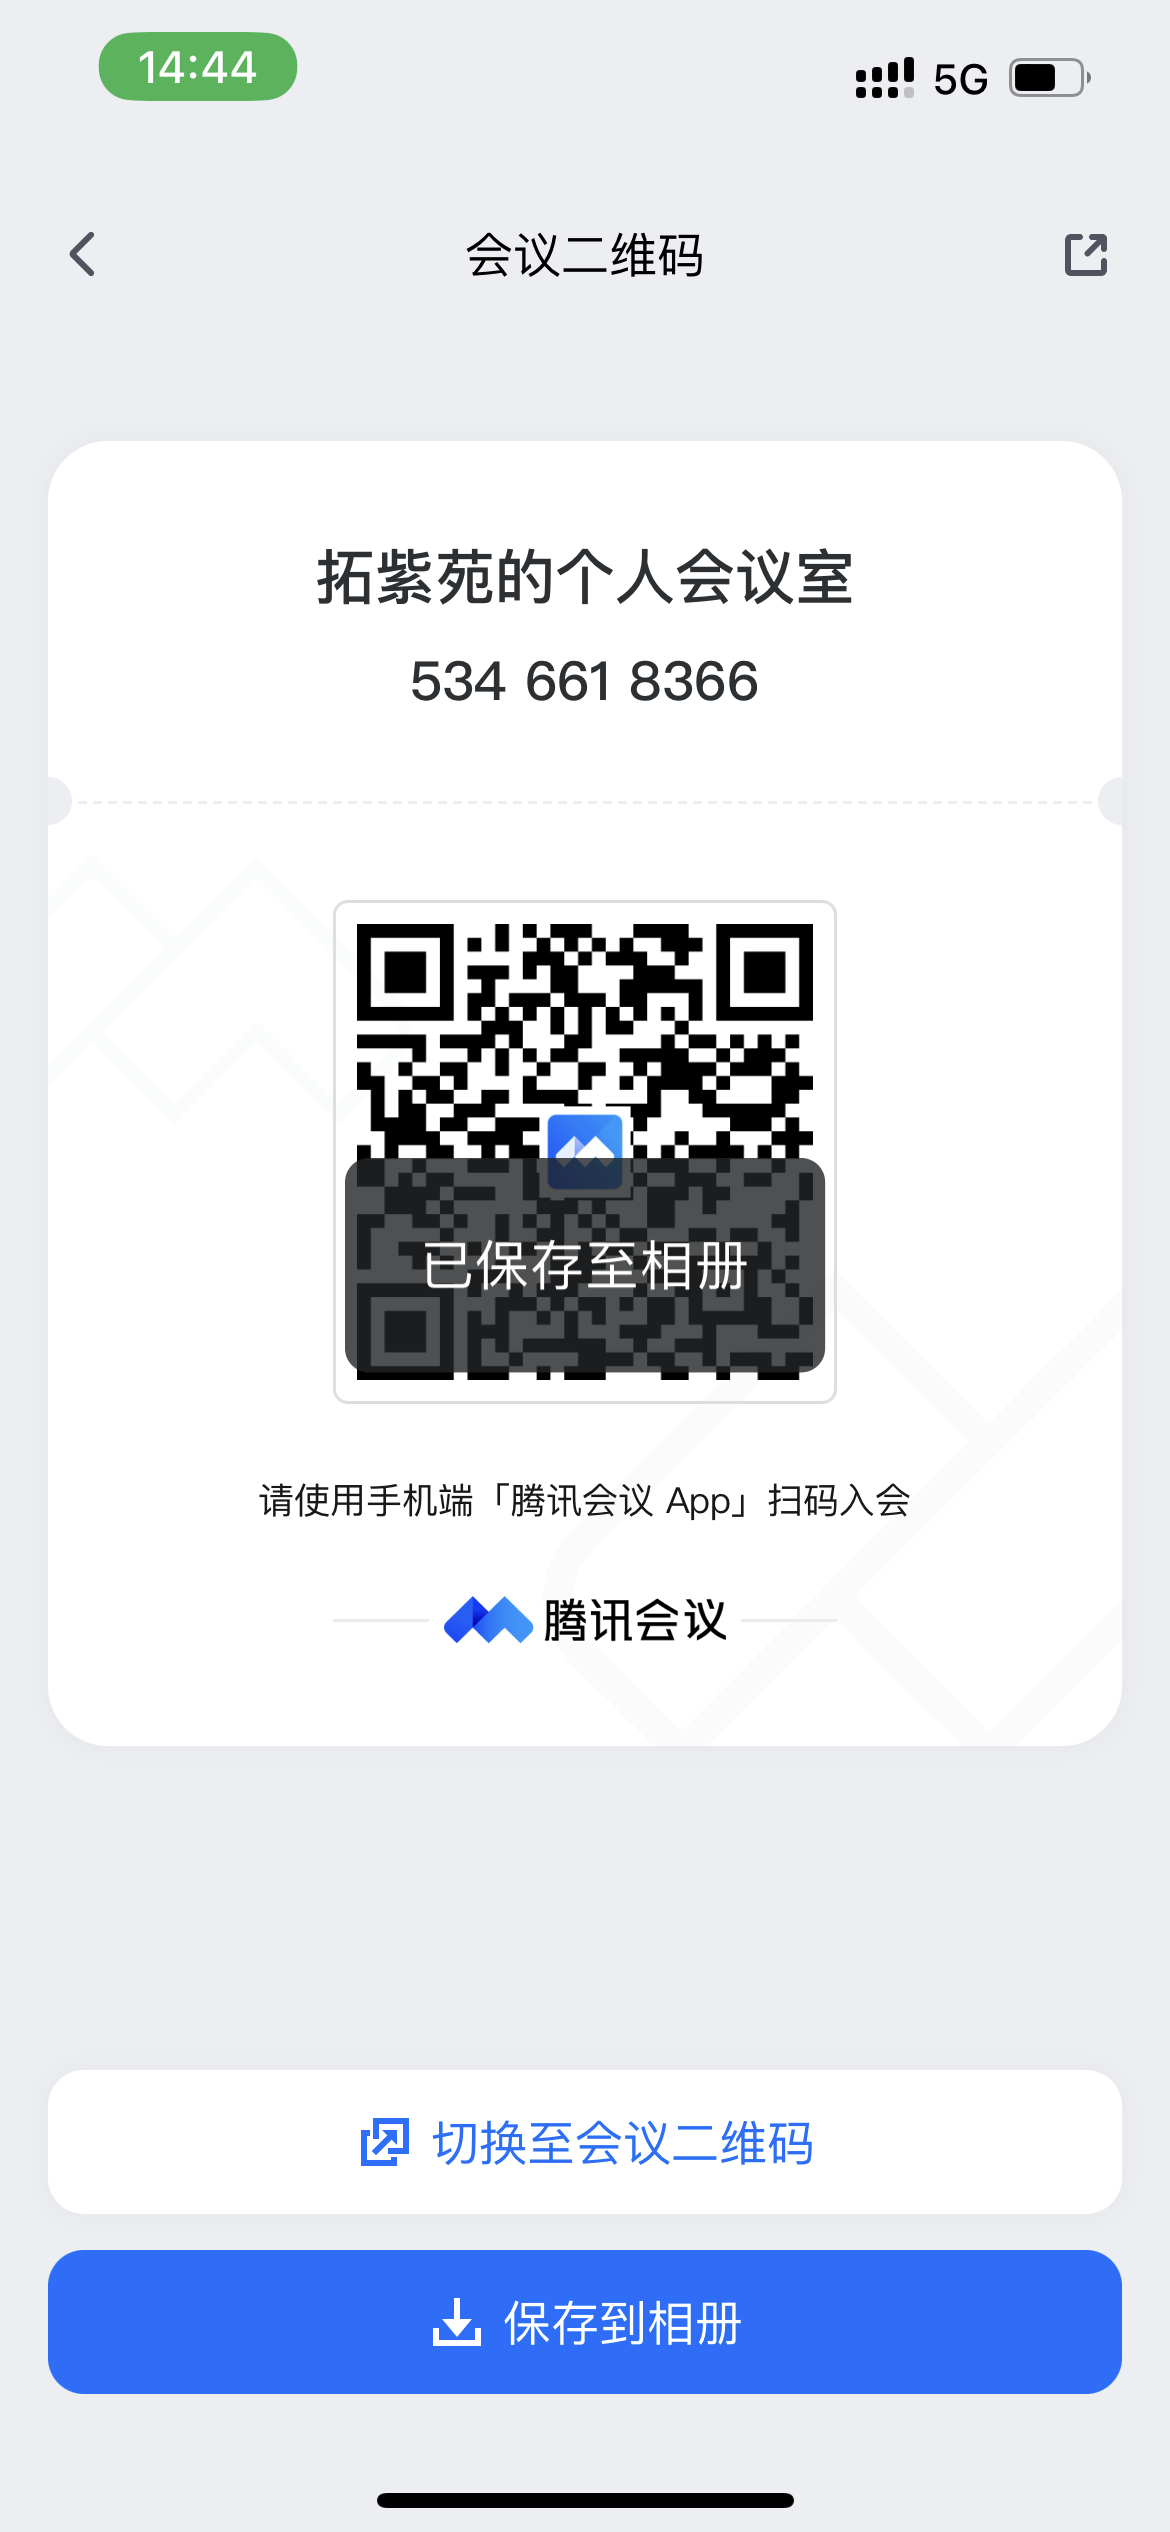 14:44
5G
会议二维码
拓紫苑的个人会议室
534 661 8366
已保存至相册
请使用手机端「腾讯会议 App」扫码入会
腾讯会议
切换至会议二维码
保存到相册